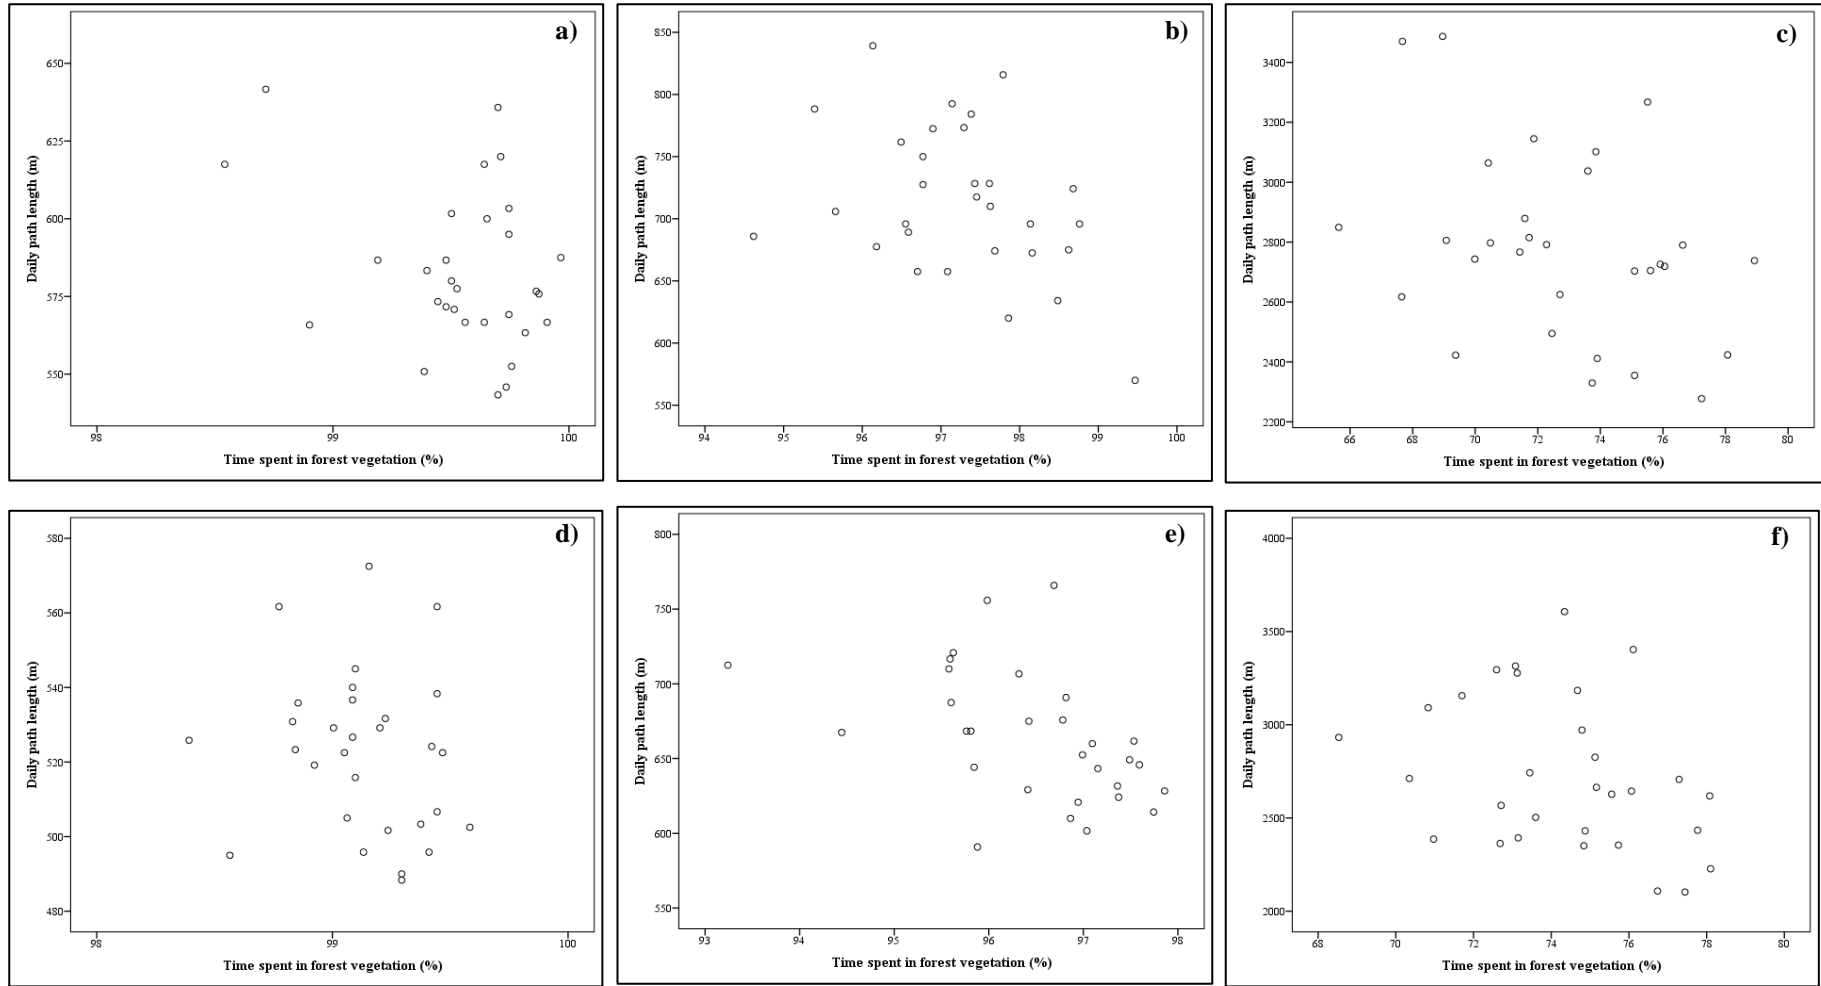 a)
650
625
600
575
550
98 99 100
Daily path length (m)
Time spent in forest vegetation (%)
b)
850
800
750
700
650
600
550
94 95 96 97 98 99 100
Daily path length (m)
Time spent in forest vegetation (%)
c)
3400
3200
3000
2800
2600
2400
2200
66 68 70 72 74 76 78 80
Daily path length (m)
Time spent in forest vegetation (%)
d)
580
560
540
520
500
480
98 99 100
Daily path length (m)
Time spent in forest vegetation (%)
e)
800
750
700
650
600
550
93 94 95 96 97 98
Daily path length (m)
Time spent in forest vegetation (%)
f)
4000
3500
3000
2500
2000
68 70 72 74 76 78 80
Daily path length (m)
Time spent in forest vegetation (%)